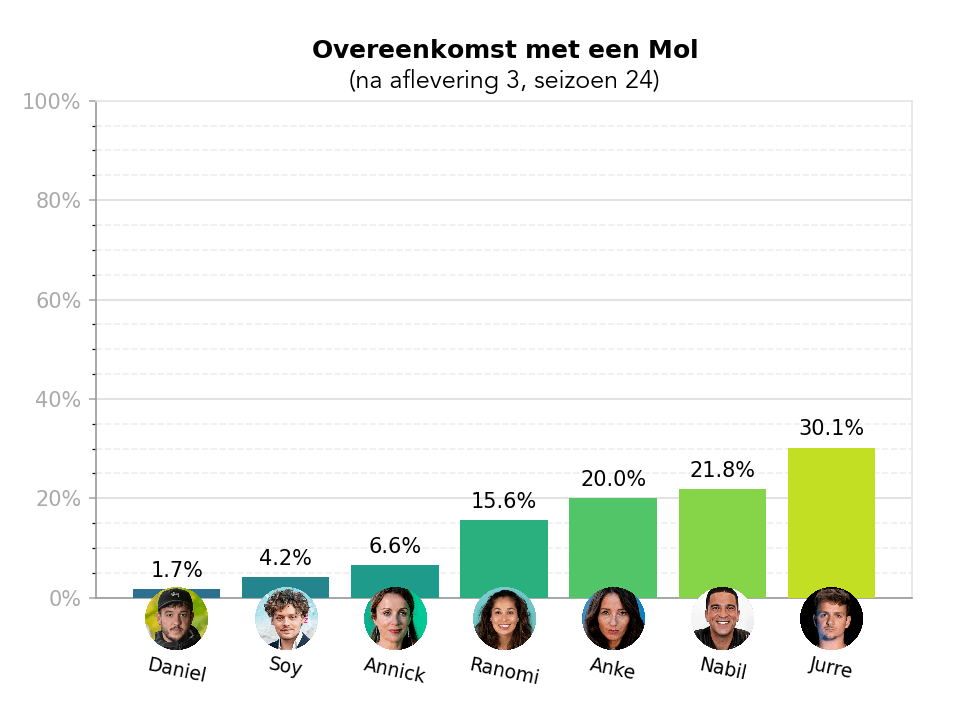 Overeenkomst met een Mol
(na aflevering 3, seizoen 24)
100%
80%
60%
40%
20%
0%
1.7%
4.2%
6.6%
15.6%
20.0%
21.8%
30.1%
Daniel
Soy
Annick
Ranomi
Anke
Nabil
Jurre